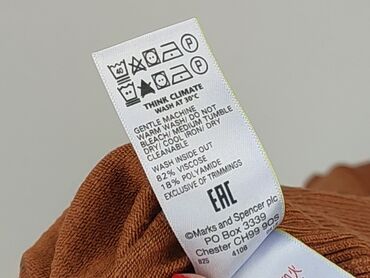 40 P
P
THINK CLIMATE
WASH AT 30°C
GENTLE MACHINE
WARM WASH/ DO NOT
BLEACH/ MEDIUM TUMBLE
DRY/ COOL IRON/ DRY
CLEANABLE
WASH INSIDE OUT
82% VISCOSE
18% POLYAMIDE
EXCLUSIVE OF TRIMMINGS
EAC
©Marks and Spencer plc
PO Box 3339
Chester CH99 9QS
825 4108